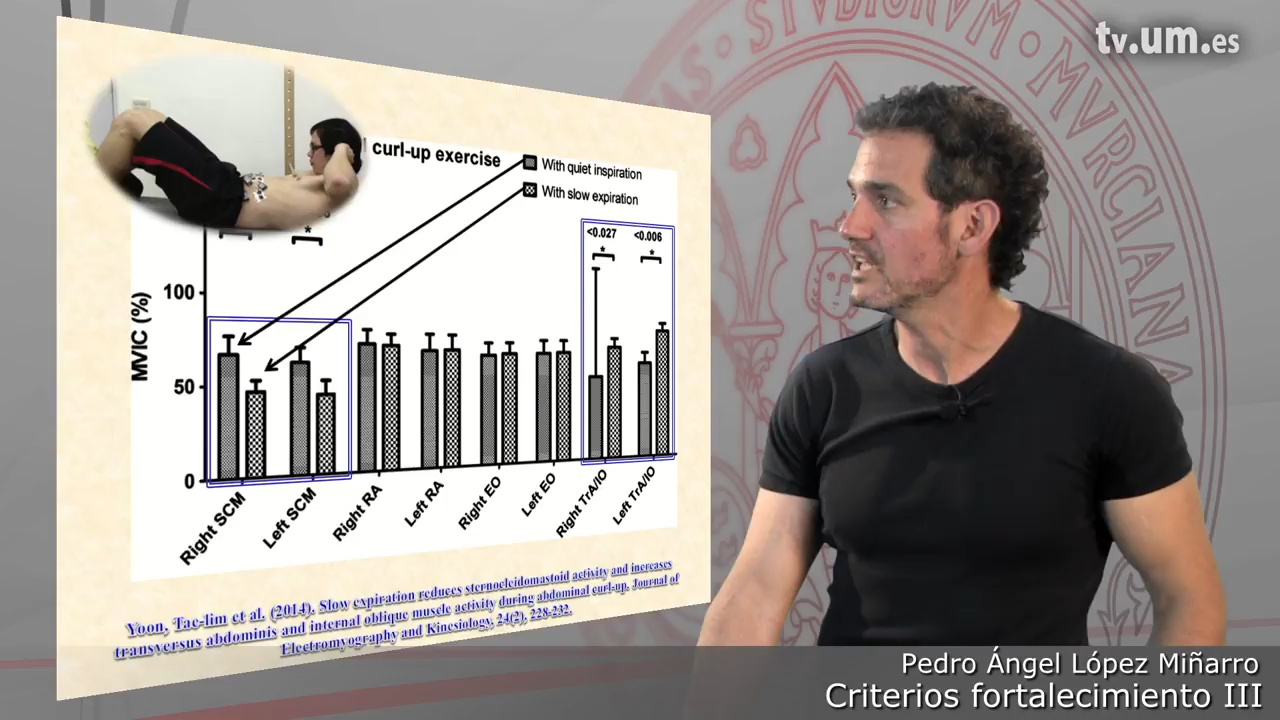 tv.um.es
STVDIORVM
MVRCIANA
curl-up exercise
With quiet inspiration
With slow expiration
*
<0.027
<0.006
*
*
100
MVIC (%)
50
0
Right SCM
Left SCM
Right RA
Left RA
Right EO
Left EO
Right TrA/IO
Left TrA/IO
Yoon, Tae-lim et al. (2014). Slow expiration reduces sternocleidomastoid activity and increases
transversus abdominis and internal oblique muscle activity during abdominal curl-up. Journal of
Electromyography and Kinesiology, 24(2), 228-232.
Pedro Ángel López Miñarro
Criterios fortalecimiento III